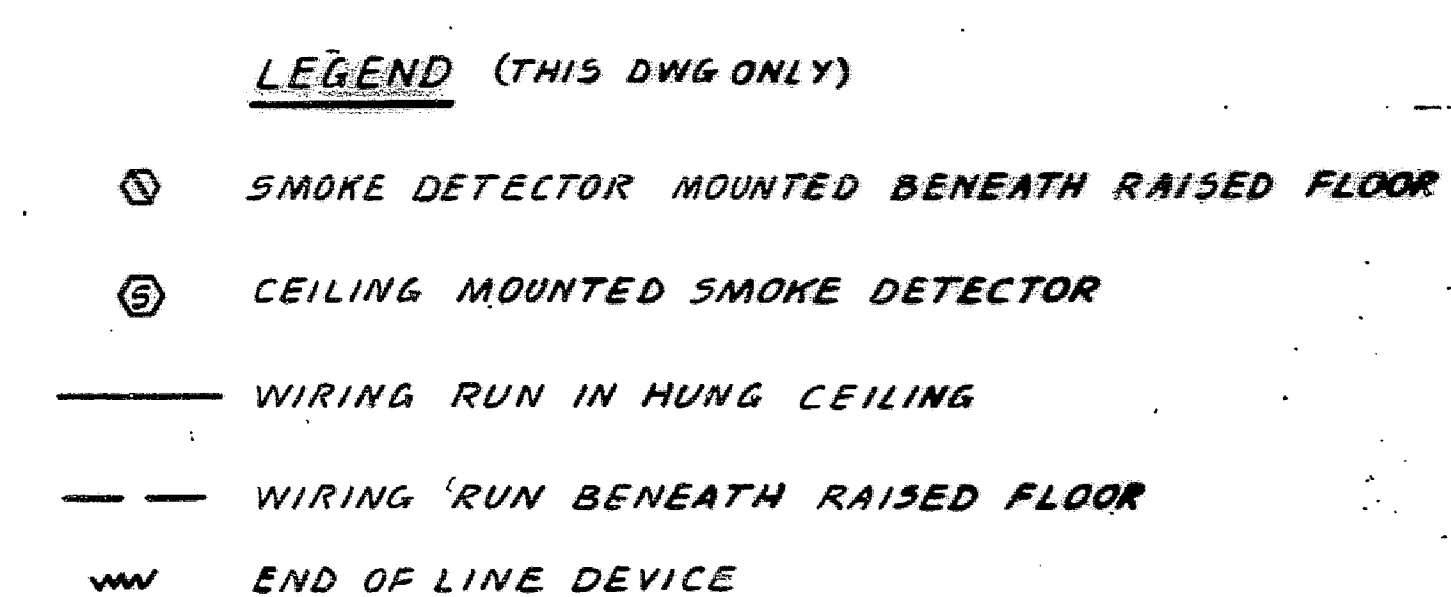 LEGEND (THIS DWG ONLY)
SMOKE DETECTOR MOUNTED BENEATH RAISED FLOOR
S CEILING MOUNTED SMOKE DETECTOR
WIRING RUN IN HUNG CEILING
WIRING RUN BENEATH RAISED FLOOR
END OF LINE DEVICE